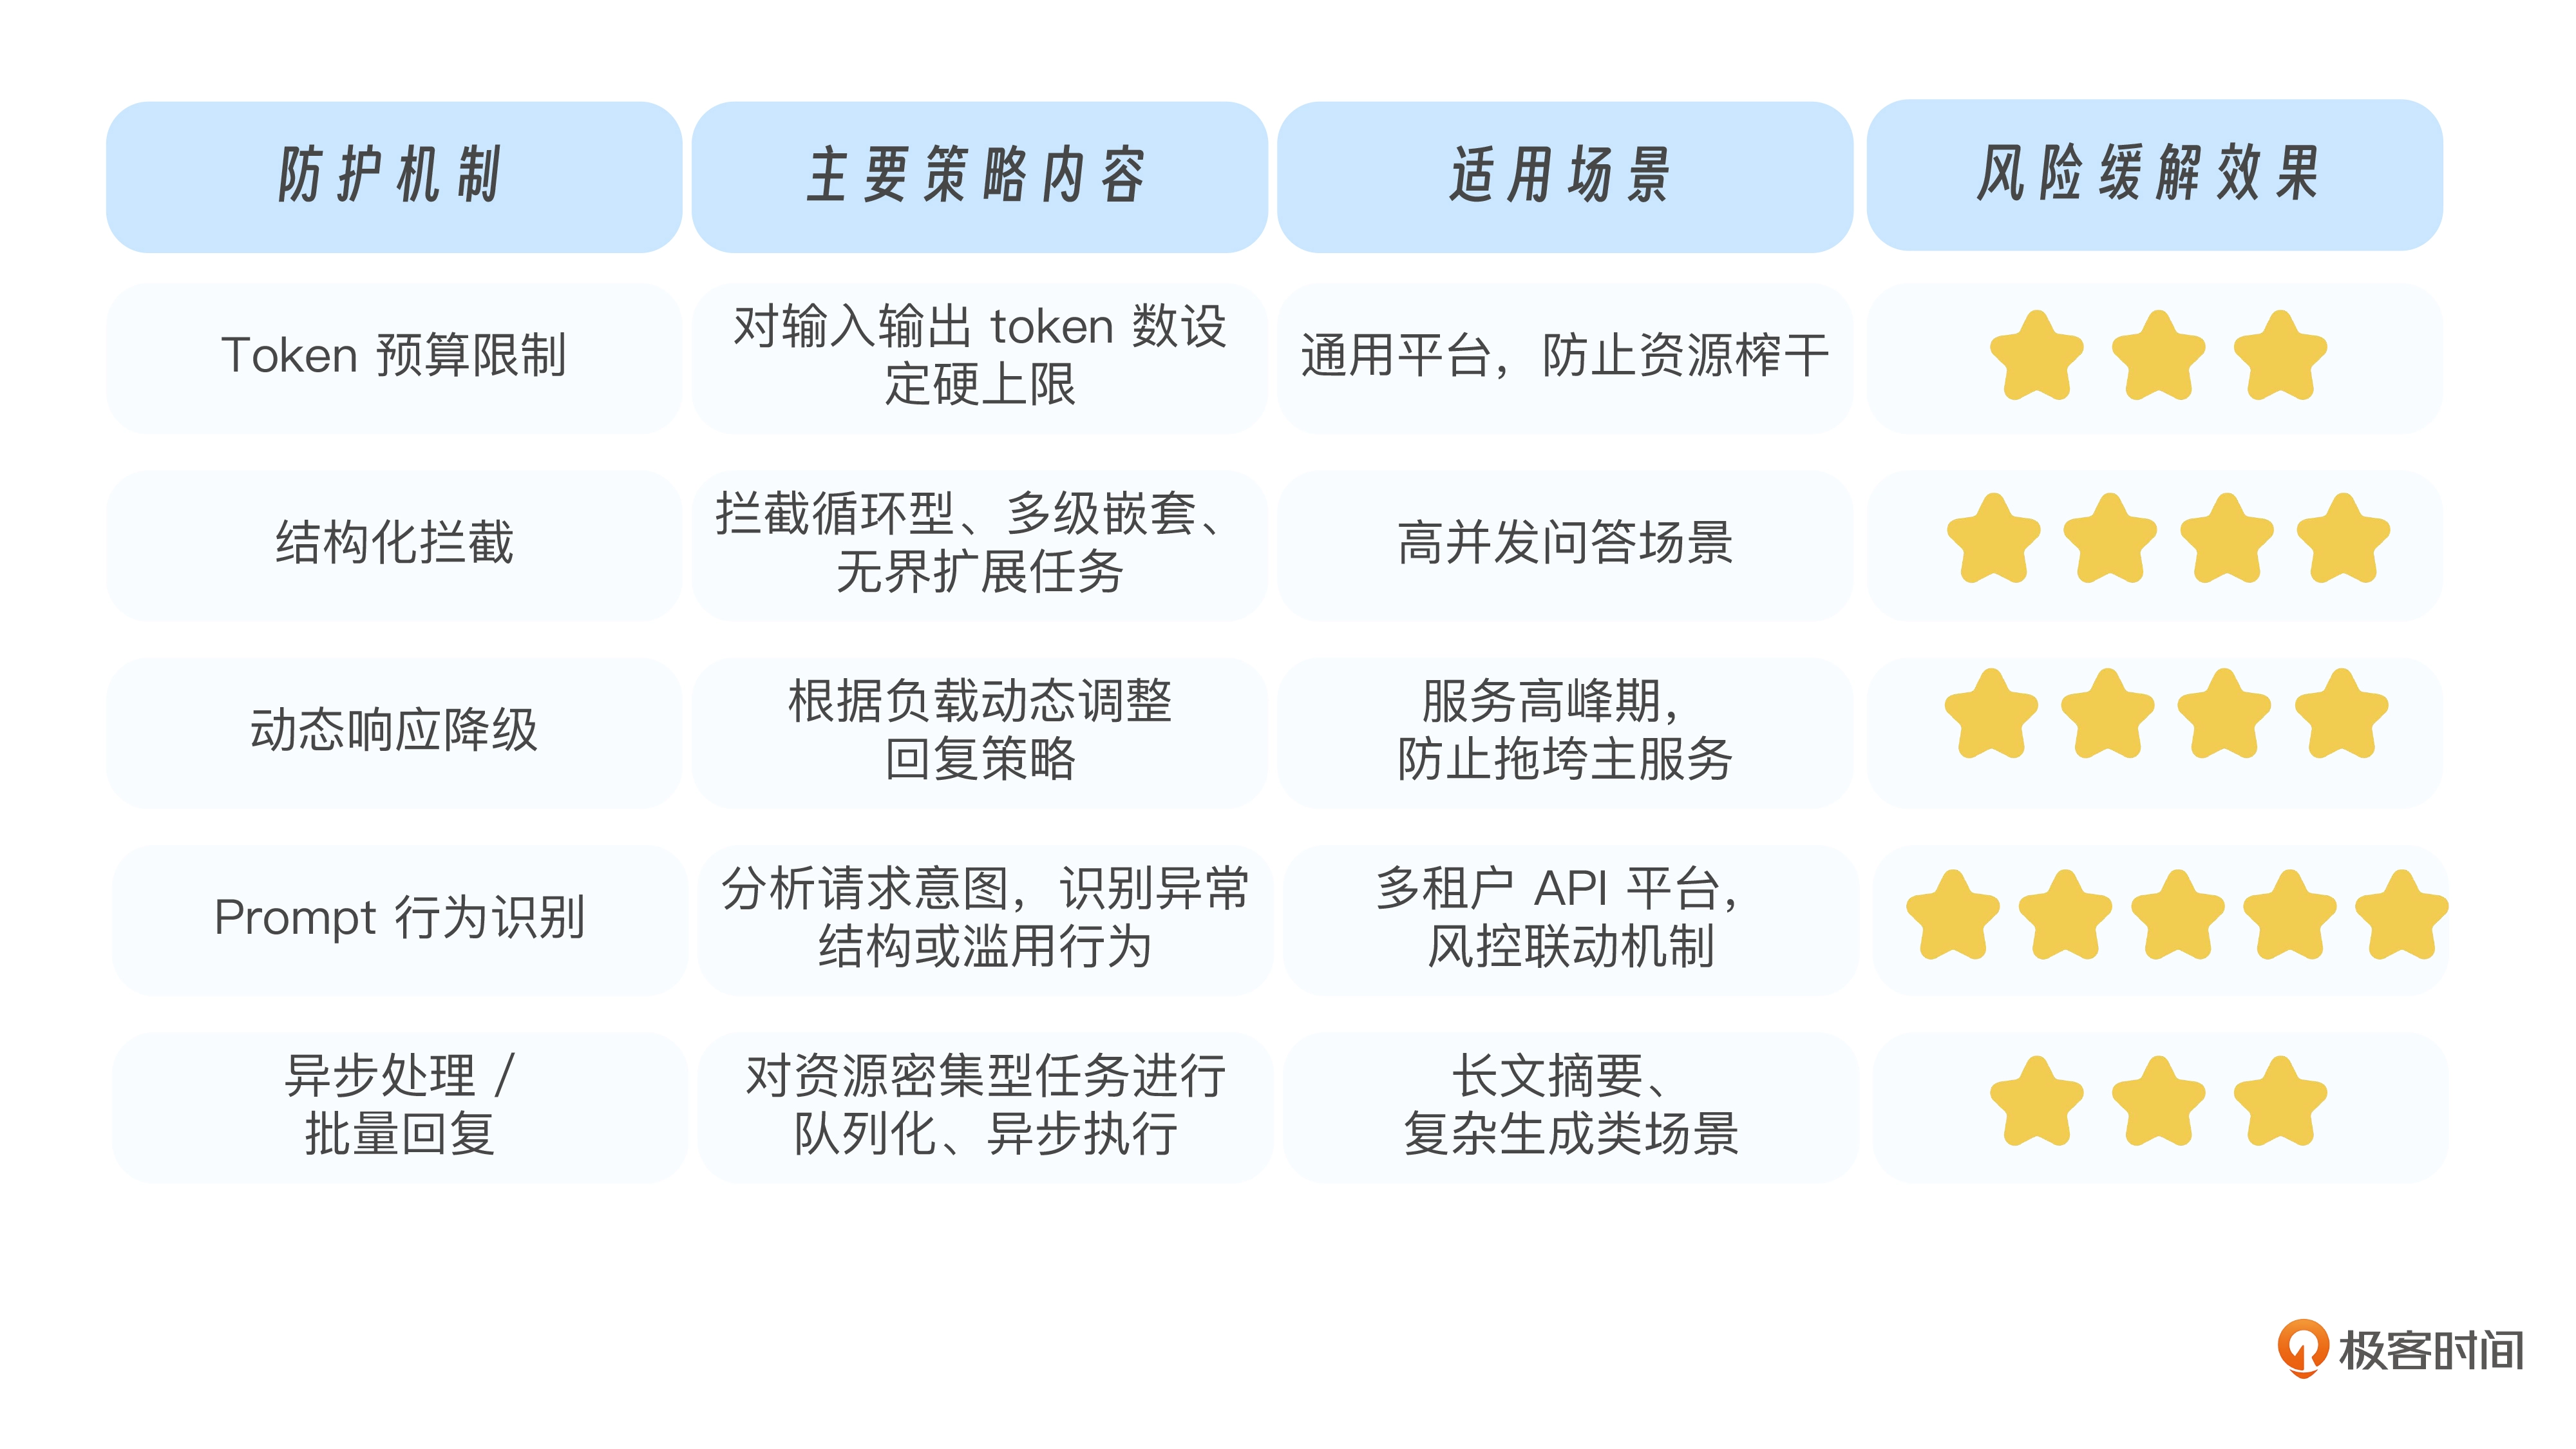 防护机制
主要策略内容
适用场景
风险缓解效果
Token 预算限制
对输入输出 token 数设
定硬上限
通用平台，防止资源榨干
结构化拦截
拦截循环型、多级嵌套、
无界扩展任务
高并发问答场景
动态响应降级
根据负载动态调整
回复策略
服务高峰期，
防止拖垮主服务
Prompt 行为识别
分析请求意图，识别异常
结构或滥用行为
多租户 API 平台，
风控联动机制
异步处理 /
批量回复
对资源密集型任务进行
队列化、异步执行
长文摘要、
复杂生成类场景
极客时间